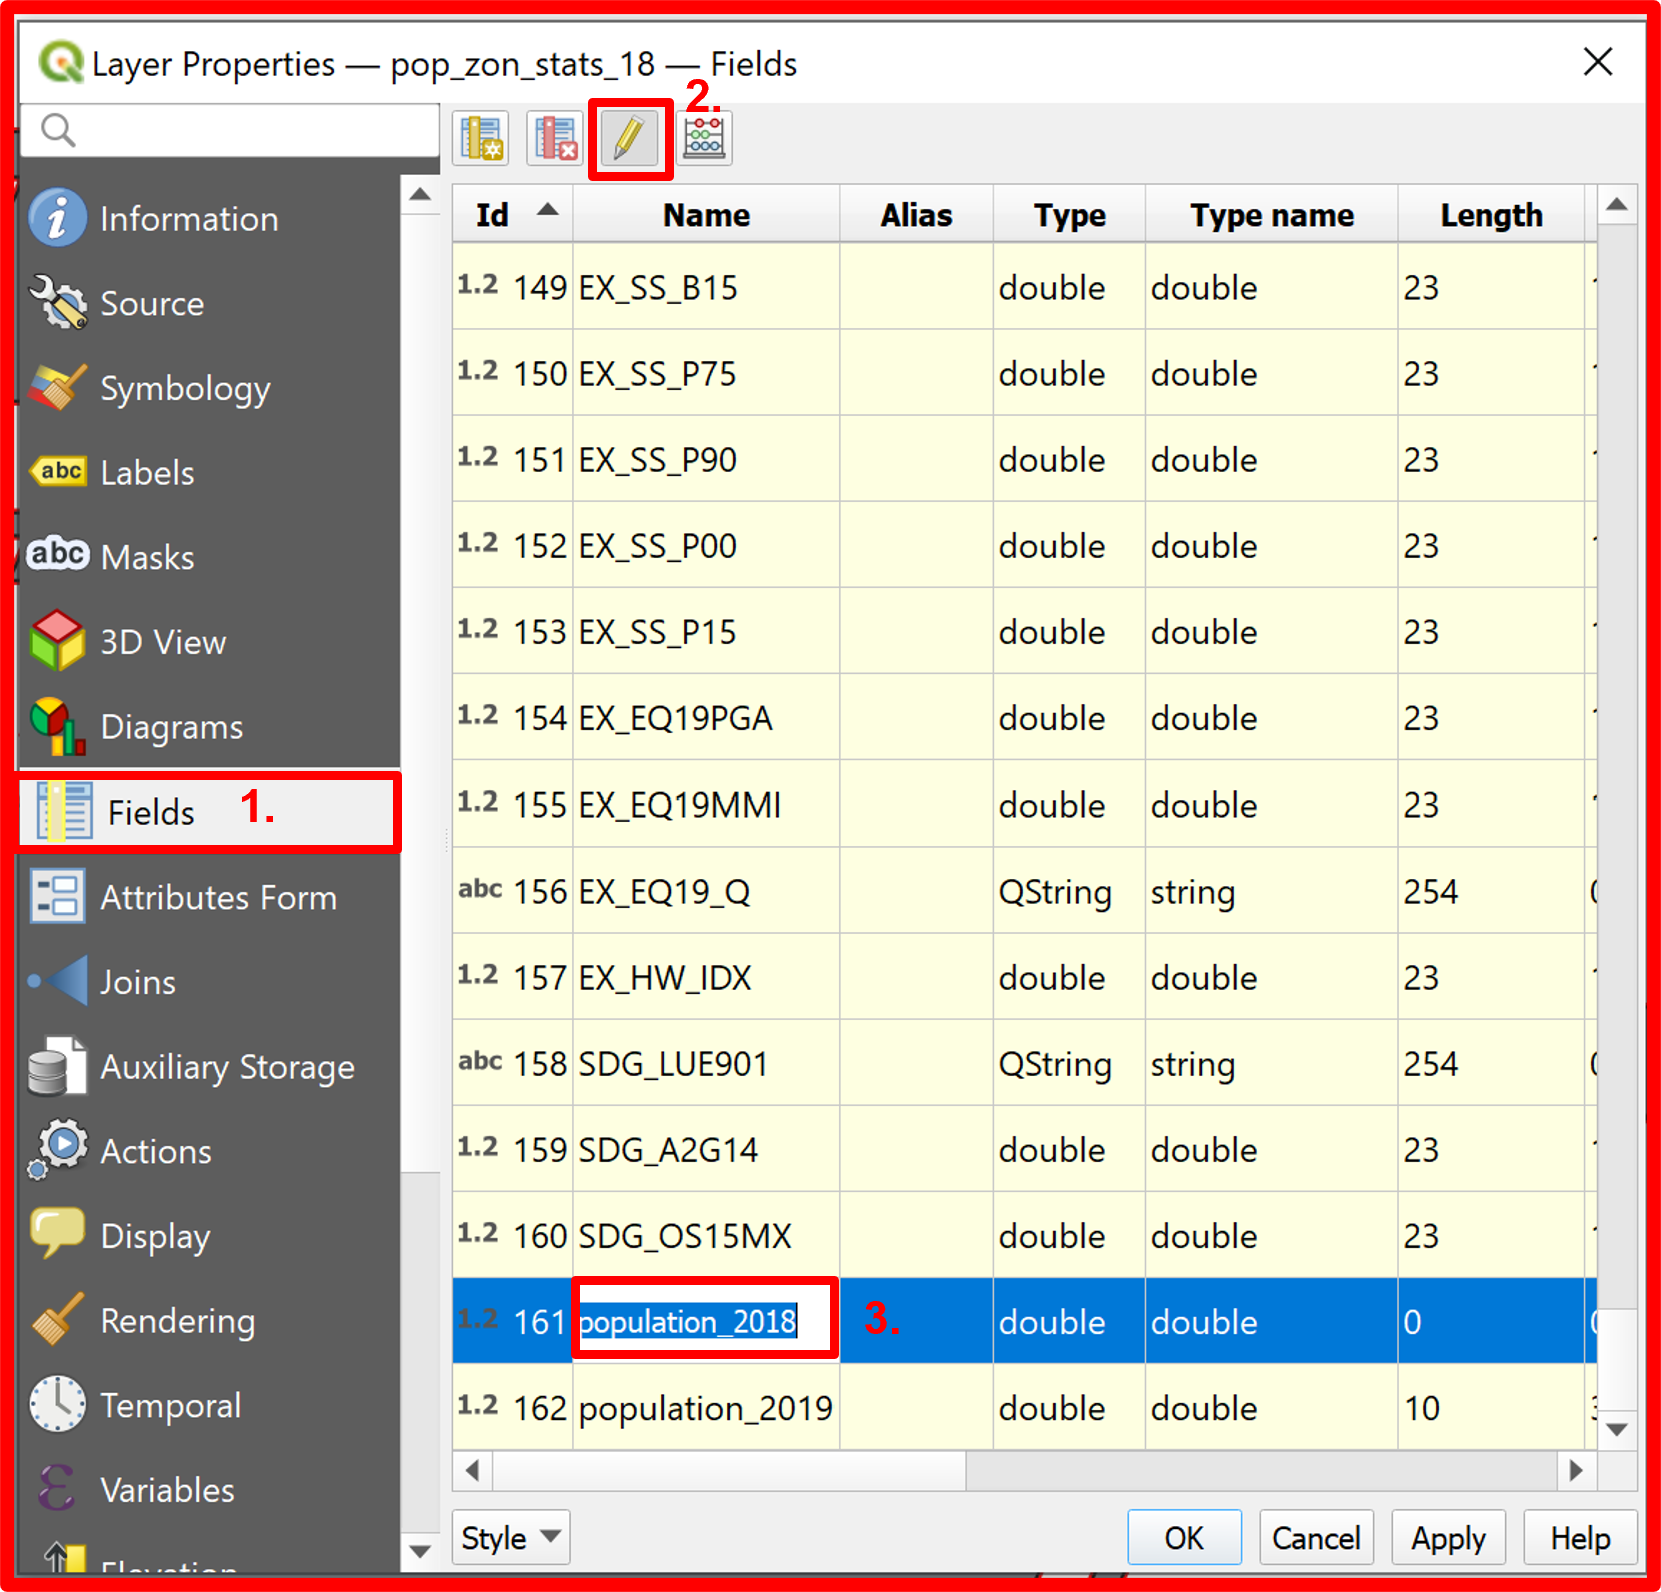 Layer Properties — pop_zon_stats_18 — Fields
2.
Information
Source
Symbology
abc Labels
abc Masks
3D View
Diagrams
Fields 1.
Attributes Form
Joins
Auxiliary Storage
Actions
Display
Rendering
Temporal
ε Variables
Elevation
Id Name Alias Type Type name Length
1.2 149 EX_SS_B15 double double 23
1.2 150 EX_SS_P75 double double 23
1.2 151 EX_SS_P90 double double 23
1.2 152 EX_SS_P00 double double 23
1.2 153 EX_SS_P15 double double 23
1.2 154 EX_EQ19PGA double double 23
1.2 155 EX_EQ19MMI double double 23
abc 156 EX_EQ19_Q QString string 254
1.2 157 EX_HW_IDX double double 23
abc 158 SDG_LUE901 QString string 254
1.2 159 SDG_A2G14 double double 23
1.2 160 SDG_OS15MX double double 23
1.2 161 population_2018 3. double double 0
1.2 162 population_2019 double double 10
Style OK Cancel Apply Help